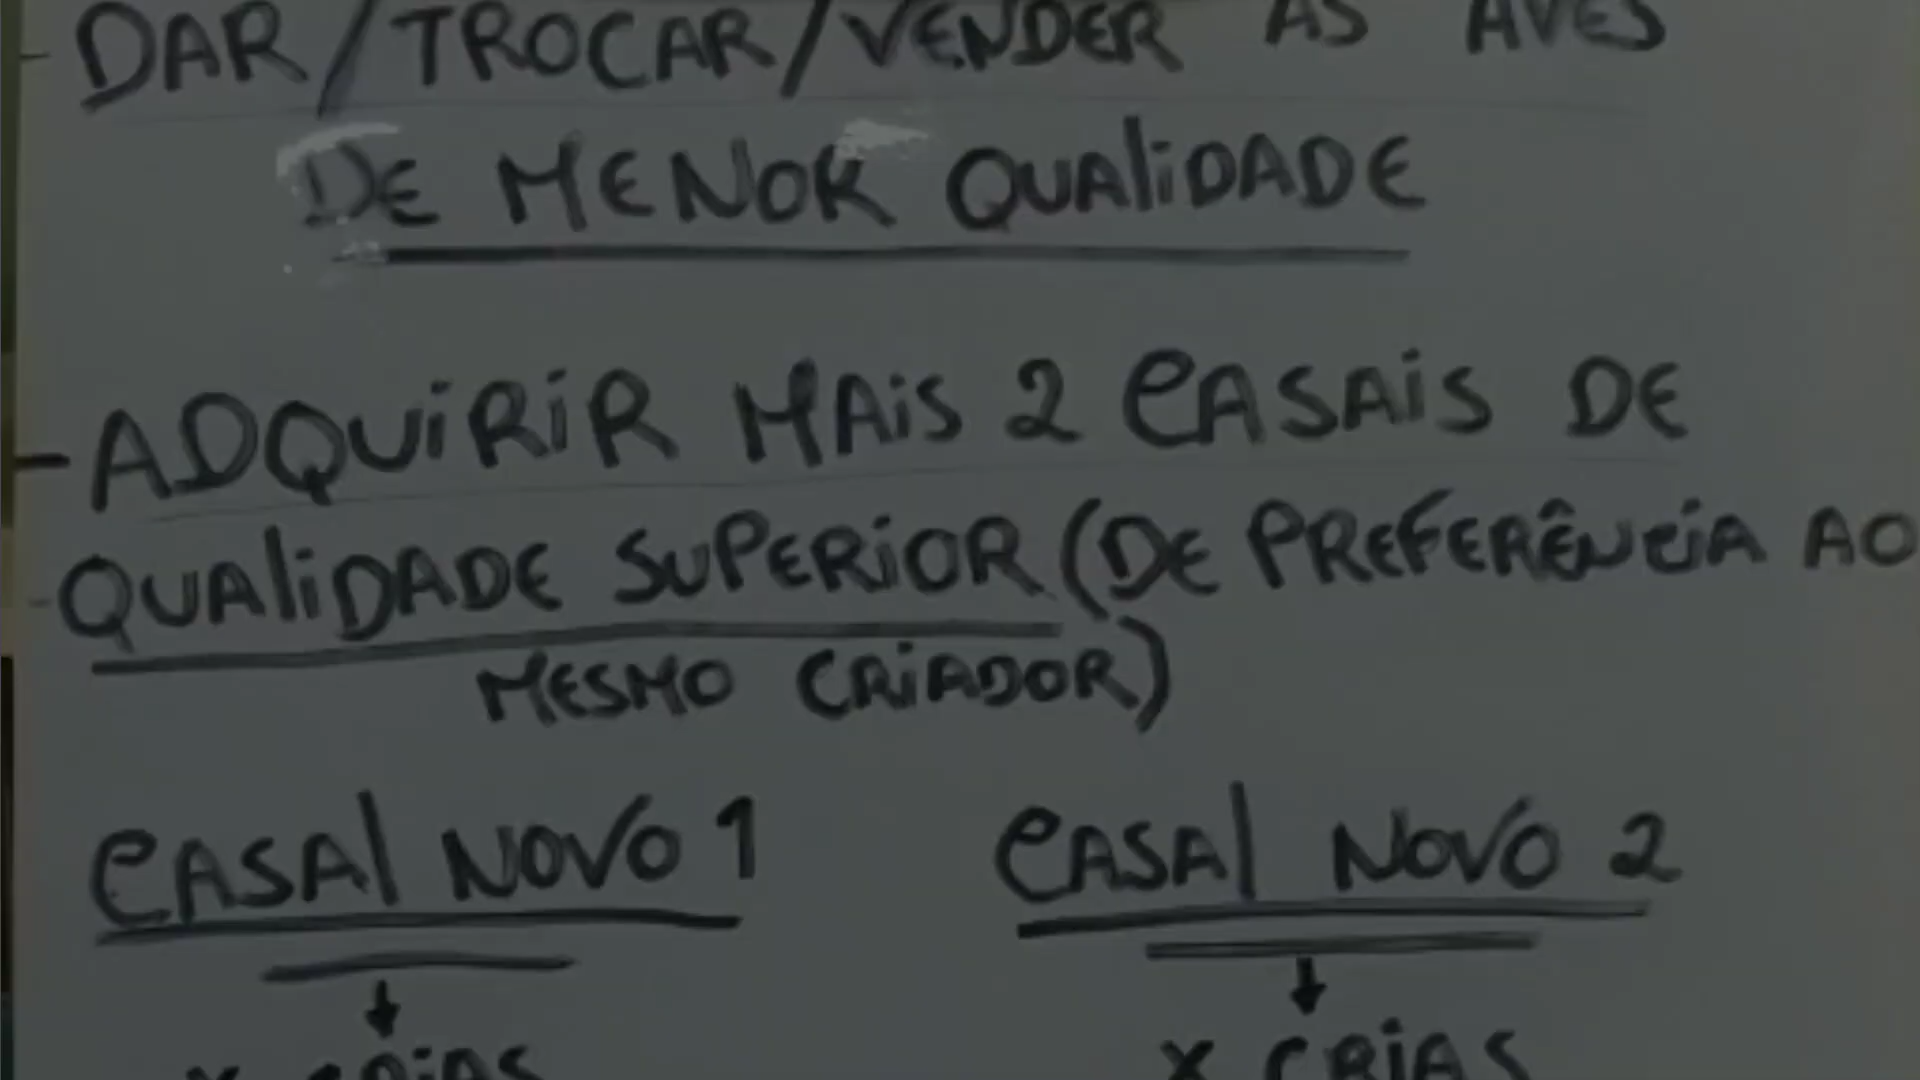 - DAR/TROCAR/VENDER AS AVES
DE MENOR QUALIDADE
- ADQUIRIR MAIS 2 CASAIS DE
QUALIDADE SUPERIOR (DE PREFERÊNCIA AO
MESMO CRIADOR)
CASAL NOVO 1 CASAL NOVO 2
X CRIAS X CRIAS